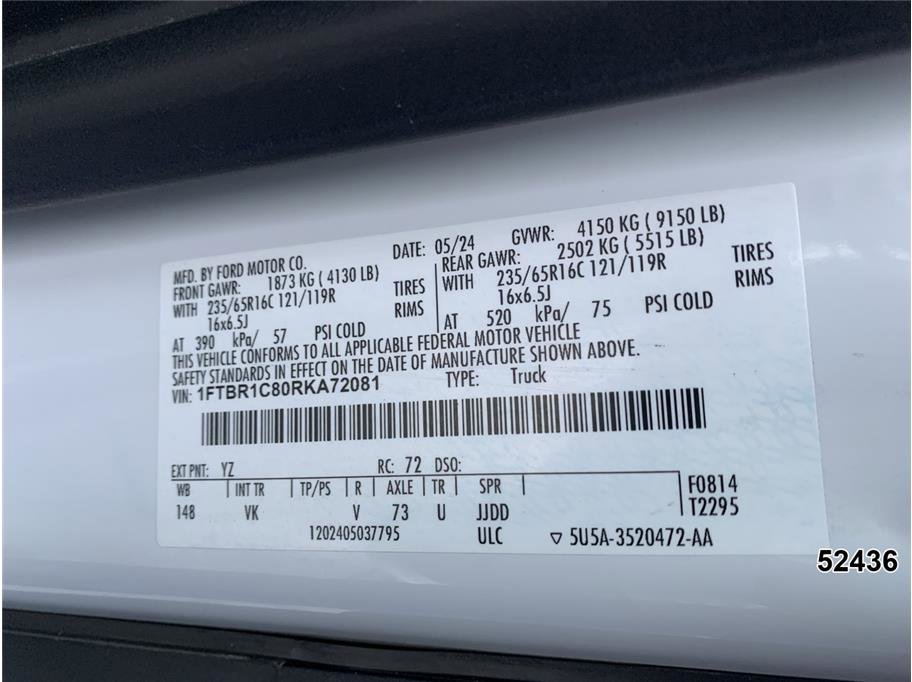 MFD. BY FORD MOTOR CO. DATE: 05/24 GVWR: 4150 KG ( 9150 LB)
FRONT GAWR: 1873 KG ( 4130 LB) REAR GAWR: 2502 KG ( 5515 LB)
WITH 235/65R16C 121/119R TIRES WITH 235/65R16C 121/119R TIRES
16x6.5J RIMS 16x6.5J RIMS
AT 390 kPa/ 57 PSI COLD AT 520 kPa/ 75 PSI COLD
THIS VEHICLE CONFORMS TO ALL APPLICABLE FEDERAL MOTOR VEHICLE
SAFETY STANDARDS IN EFFECT ON THE DATE OF MANUFACTURE SHOWN ABOVE.
VIN: 1FTBR1C80RKA72081 TYPE: Truck
EXT PNT: YZ RC: 72 DSO:
WB INT TR TP/PS R AXLE TR SPR F0814
148 VK V 73 U JJDD T2295
1202405037795 ULC ▽ 5U5A-3520472-AA
52436